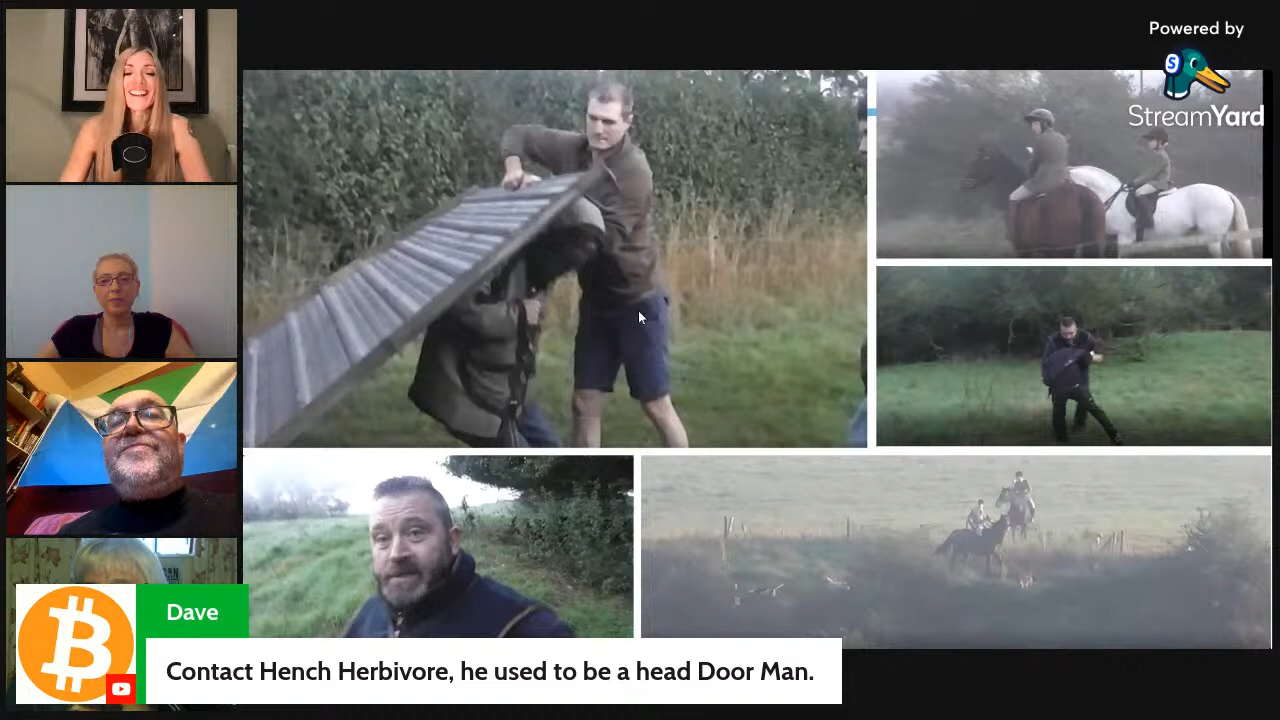 Powered by
S
StreamYard
Dave
Contact Hench Herbivore, he used to be a head Door Man.